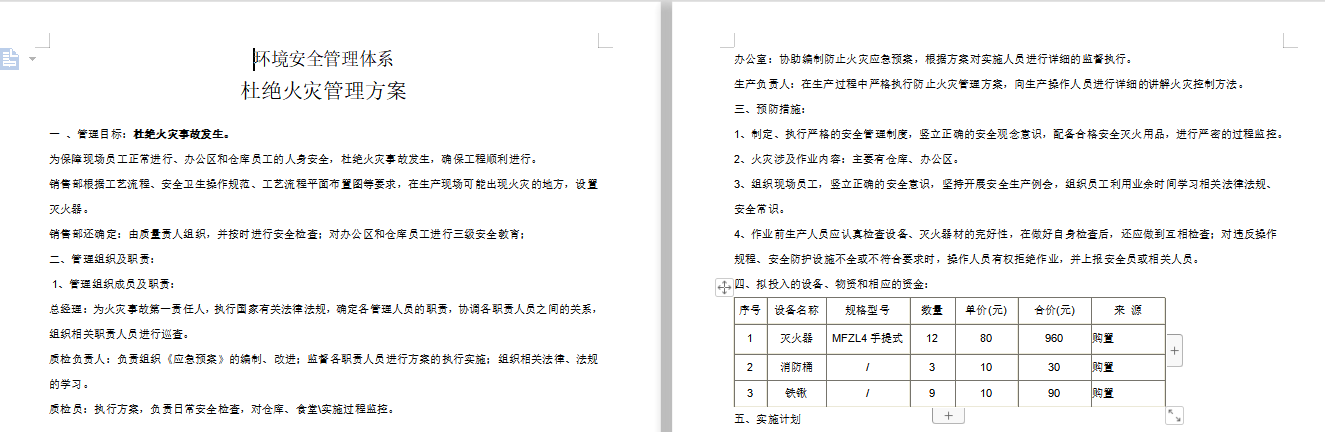 环境安全管理体系
杜绝火灾管理方案
一 、管理目标：杜绝火灾事故发生。
为保障现场员工正常进行、办公区和仓库员工的人身安全，杜绝火灾事故发生，确保工程顺利进行。
销售部根据工艺流程、安全卫生操作规范、工艺流程平面布置图等要求，在生产现场可能出现火灾的地方，设置
灭火器。
销售部还确定：由质量责人组织，并按时进行安全检查；对办公区和仓库员工进行三级安全教育；
二、管理组织及职责：
1、管理组织成员及职责：
总经理：为火灾事故第一责任人，执行国家有关法律法规，确定各管理人员的职责，协调各职责人员之间的关系，
组织相关职责人员进行巡查。
质检负责人：负责组织《应急预案》的编制、改进；监督各职责人员进行方案的执行实施；组织相关法律、法规
的学习。
质检员：执行方案，负责日常安全检查，对仓库、食堂\实施过程监控。
办公室：协助编制防止火灾应急预案，根据方案对实施人员进行详细的监督执行。
生产负责人：在生产过程中严格执行防止火灾管理方案，向生产操作人员进行详细的讲解火灾控制方法。
三、预防措施：
1、制定、执行严格的安全管理制度，竖立正确的安全观念意识，配备合格安全灭火用品，进行严密的过程监控。
2、火灾涉及作业内容：主要有仓库、办公区。
3、组织现场员工，竖立正确的安全意识，坚持开展安全生产例会，组织员工利用业余时间学习相关法律法规、
安全常识。
4、作业前生产人员应认真检查设备、灭火器材的完好性，在做好自身检查后，还应做到互相检查；对违反操作
规程、安全防护设施不全或不符合要求时，操作人员有权拒绝作业，并上报安全员或相关人员。
四、拟投入的设备、物资和相应的资金：
序号 设备名称 规格型号 数量 单价(元) 合价(元) 来 源
1 灭火器 MFZL4 手提式 12 80 960 购置
2 消防桶 / 3 10 30 购置
3 铁锹 / 9 10 90 购置
五、实施计划